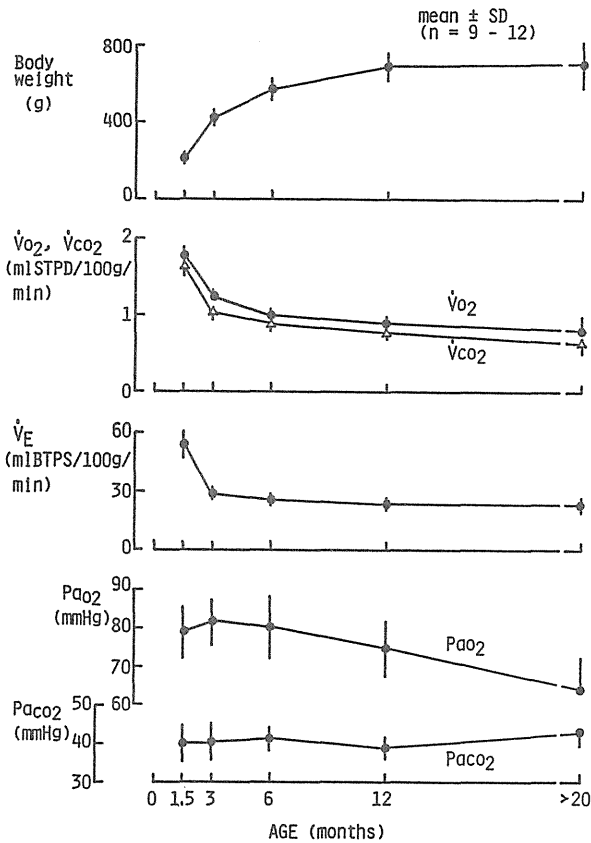 mean ± SD
(n = 9 - 12)
Body
weight
(g)
800
400
0
V̇o₂, V̇co₂
(mlSTPD/100g/
min)
2
1
0
V̇o₂
V̇co₂
V̇E
(mlBTPS/100g/
min)
60
30
0
Pao₂
(mmHg)
90
80
70
60
Pao₂
Paco₂
(mmHg)
50
40
30
Paco₂
0 1,5 3 6 12 >20
AGE (months)